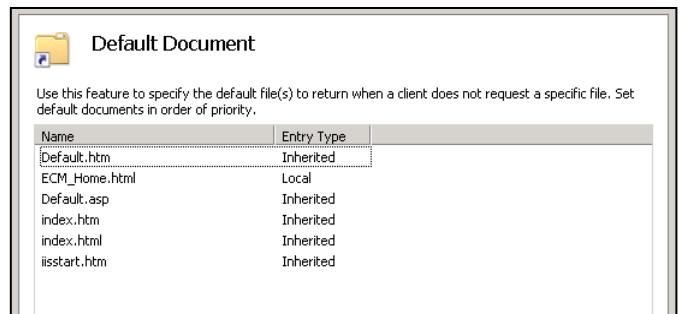 Default Document
Use this feature to specify the default file(s) to return when a client does not request a specific file. Set
default documents in order of priority.
Name Entry Type
Default.htm Inherited
ECM_Home.html Local
Default.asp Inherited
index.htm Inherited
index.html Inherited
iisstart.htm Inherited